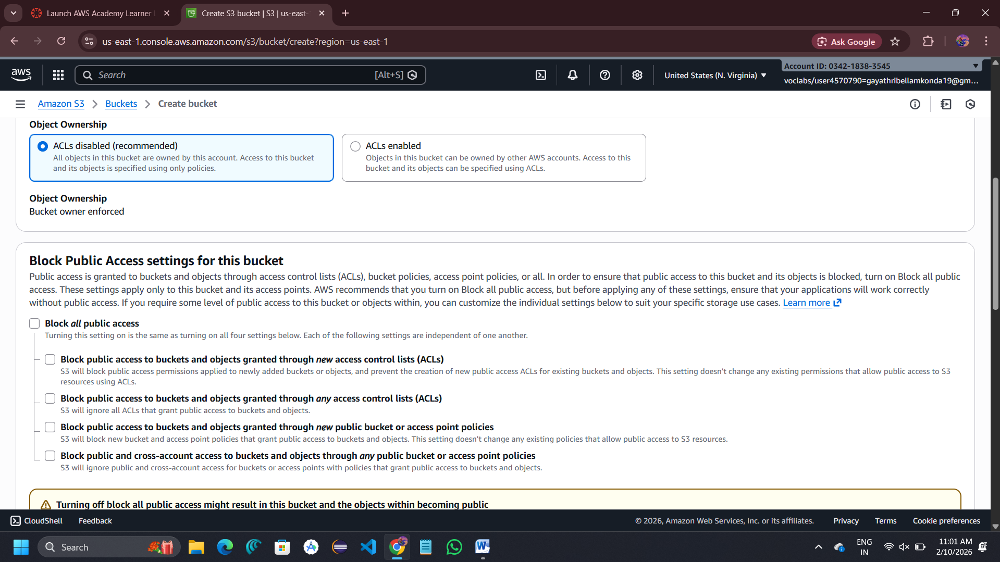 Launch AWS Academy Learner
Create S3 bucket | S3 | us-east-
us-east-1.console.aws.amazon.com/s3/bucket/create?region=us-east-1
Ask Google
aws
Search
[Alt+S]
United States (N. Virginia)
Account ID: 0342-1838-3545
voclabs/user4570790=gayathribellamkonda19@gm...
Amazon S3
Buckets
Create bucket
Object Ownership
ACLs disabled (recommended)
All objects in this bucket are owned by this account. Access to this bucket
and its objects is specified using only policies.
ACLs enabled
Objects in this bucket can be owned by other AWS accounts. Access to this
bucket and its objects can be specified using ACLs.
Object Ownership
Bucket owner enforced
Block Public Access settings for this bucket
Public access is granted to buckets and objects through access control lists (ACLs), bucket policies, access point policies, or all. In order to ensure that public access to this bucket and its objects is blocked, turn on Block all public
access. These settings apply only to this bucket and its access points. AWS recommends that you turn on Block all public access, but before applying any of these settings, ensure that your applications will work correctly
without public access. If you require some level of public access to this bucket or objects within, you can customize the individual settings below to suit your specific storage use cases. Learn more
Block all public access
Turning this setting on is the same as turning on all four settings below. Each of the following settings are independent of one another.
Block public access to buckets and objects granted through new access control lists (ACLs)
S3 will block public access permissions applied to newly added buckets or objects, and prevent the creation of new public access ACLs for existing buckets and objects. This setting doesn't change any existing permissions that allow public access to S3
resources using ACLs.
Block public access to buckets and objects granted through any access control lists (ACLs)
S3 will ignore all ACLs that grant public access to buckets and objects.
Block public access to buckets and objects granted through new public bucket or access point policies
S3 will block new bucket and access point policies that grant public access to buckets and objects. This setting doesn't change any existing policies that allow public access to S3 resources.
Block public and cross-account access to buckets and objects through any public bucket or access point policies
S3 will ignore public and cross-account access for buckets or access points with policies that grant public access to buckets and objects.
Turning off block all public access might result in this bucket and the objects within becoming public
CloudShell
Feedback
© 2026, Amazon Web Services, Inc. or its affiliates.
Privacy
Terms
Cookie preferences
Search
ENG
IN
11:01 AM
2/10/2026